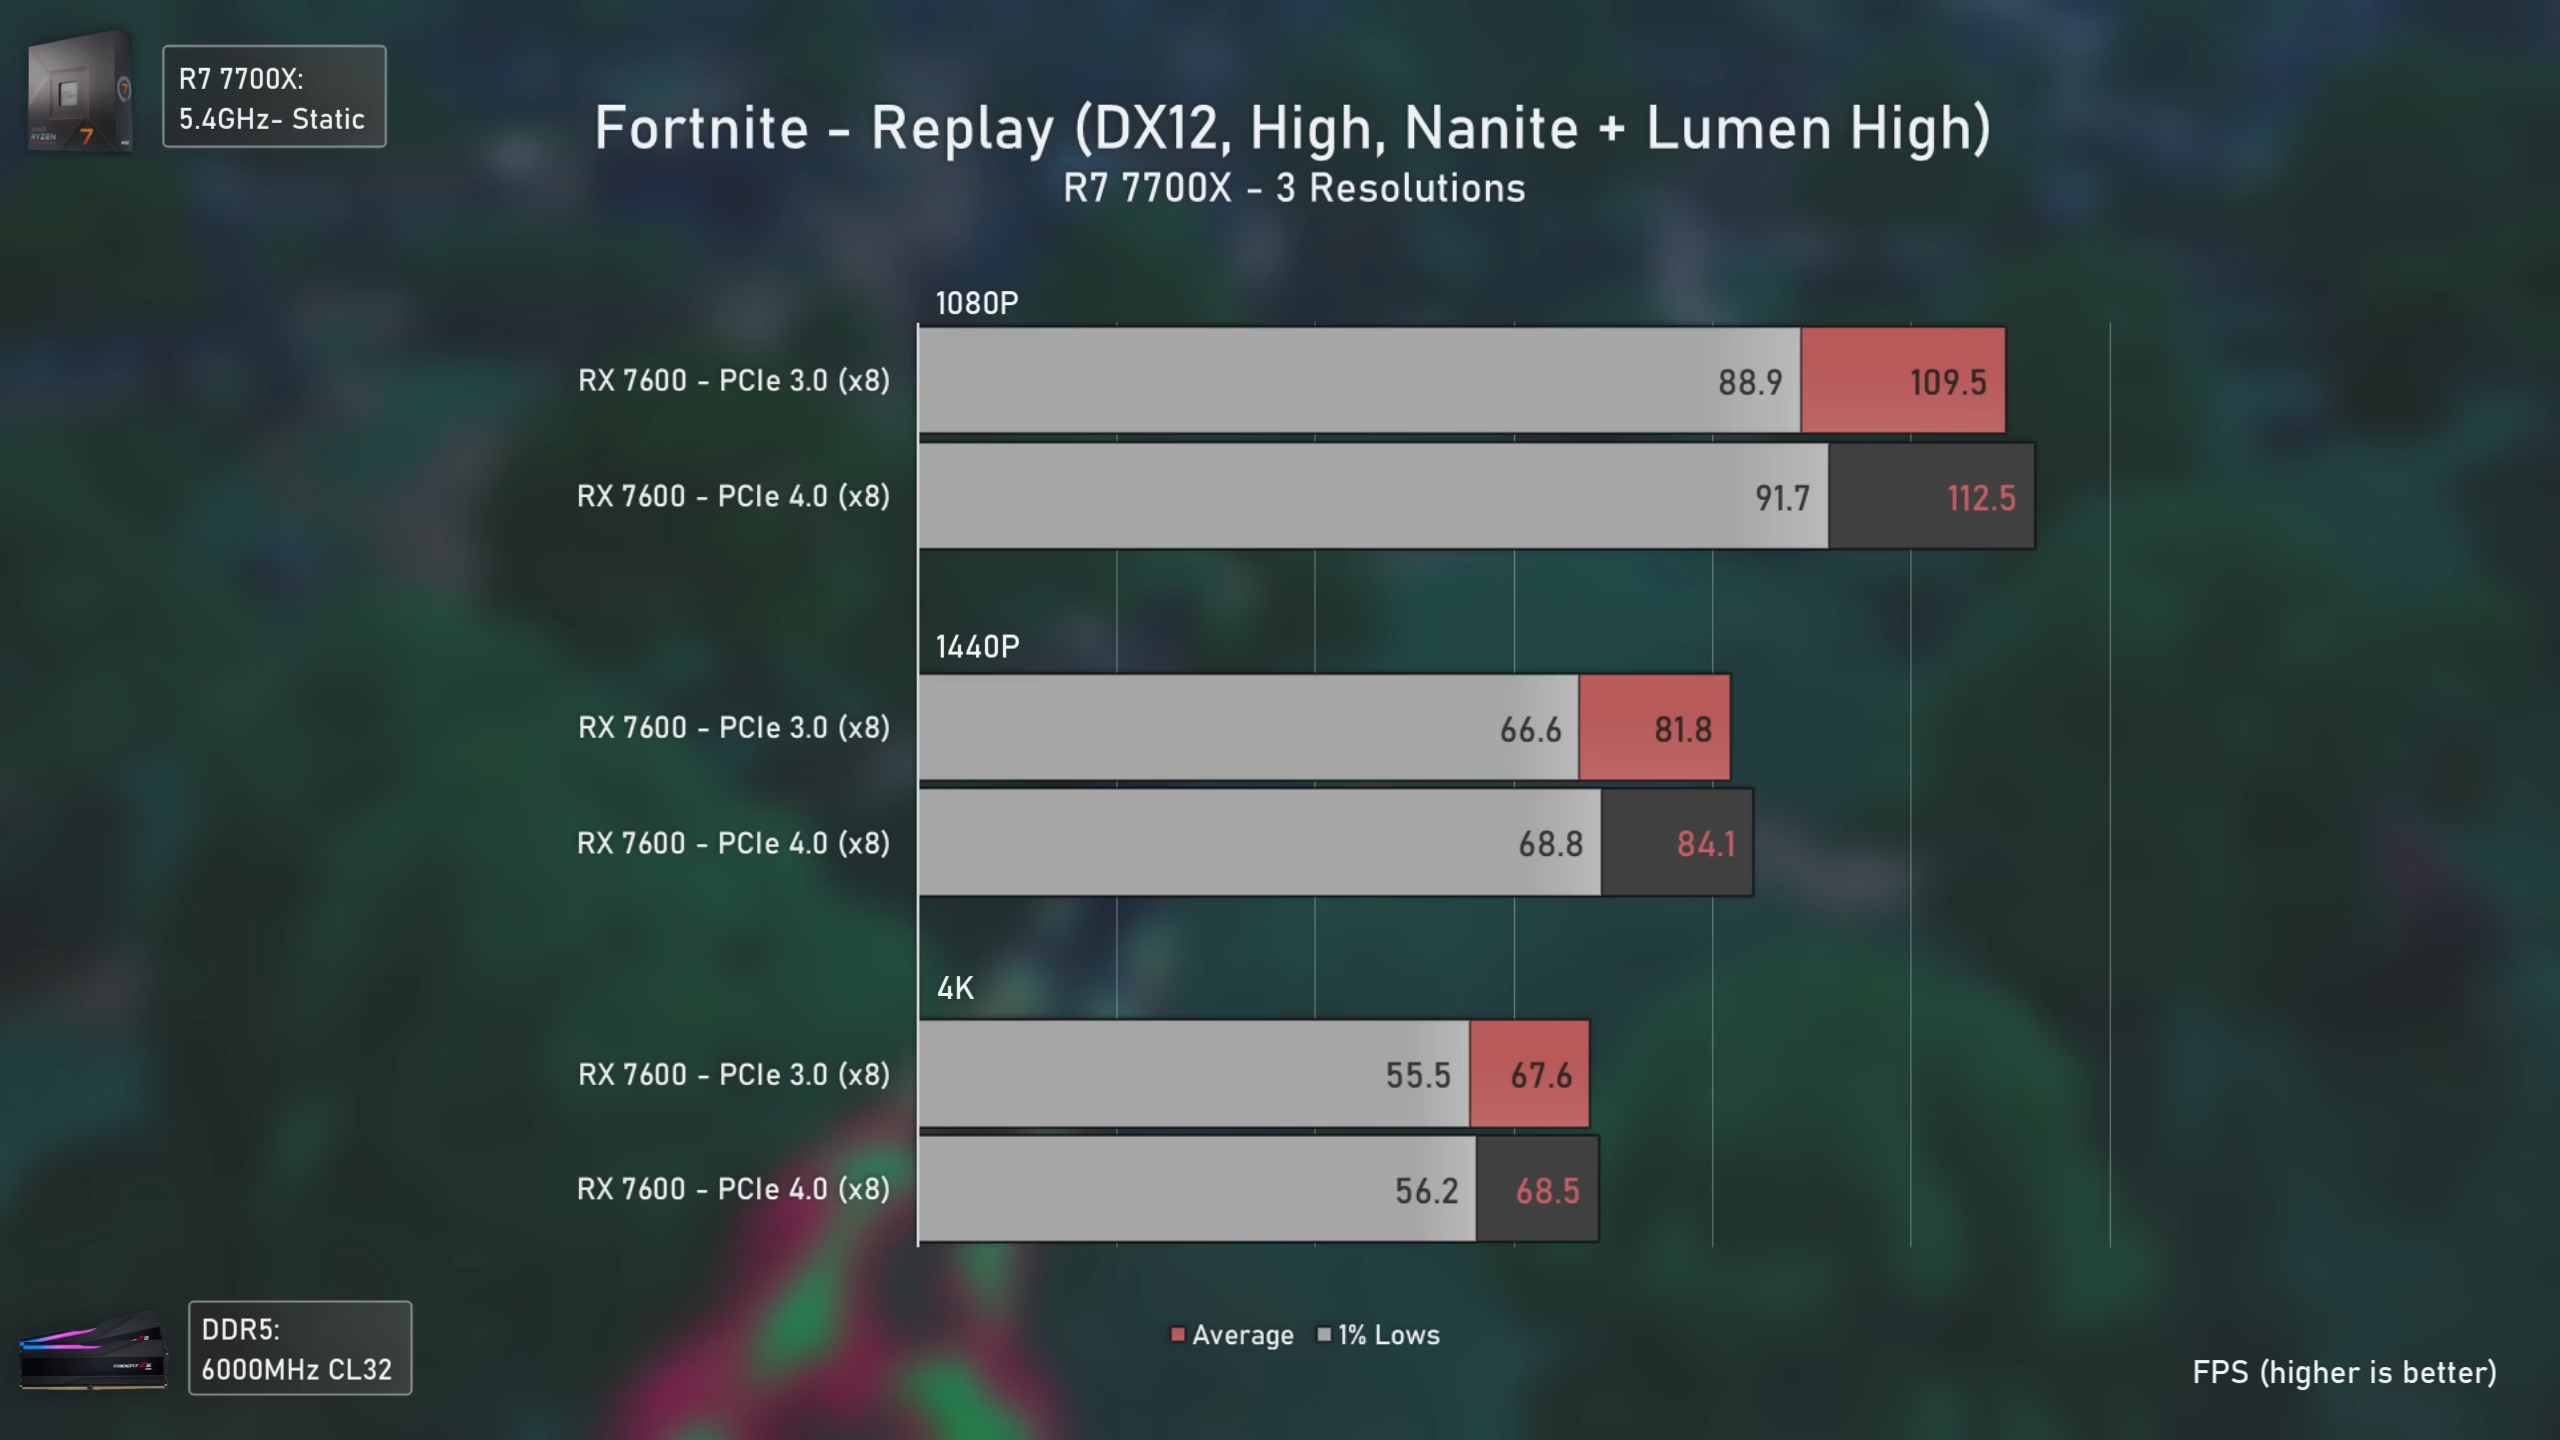 R7 7700X:
5.4GHz- Static
RYZEN 7
Fortnite - Replay (DX12, High, Nanite + Lumen High)
R7 7700X - 3 Resolutions
1080P
RX 7600 - PCIe 3.0 (x8) 88.9 109.5
RX 7600 - PCIe 4.0 (x8) 91.7 112.5
1440P
RX 7600 - PCIe 3.0 (x8) 66.6 81.8
RX 7600 - PCIe 4.0 (x8) 68.8 84.1
4K
RX 7600 - PCIe 3.0 (x8) 55.5 67.6
RX 7600 - PCIe 4.0 (x8) 56.2 68.5
Average 1% Lows
DDR5:
6000MHz CL32
FPS (higher is better)